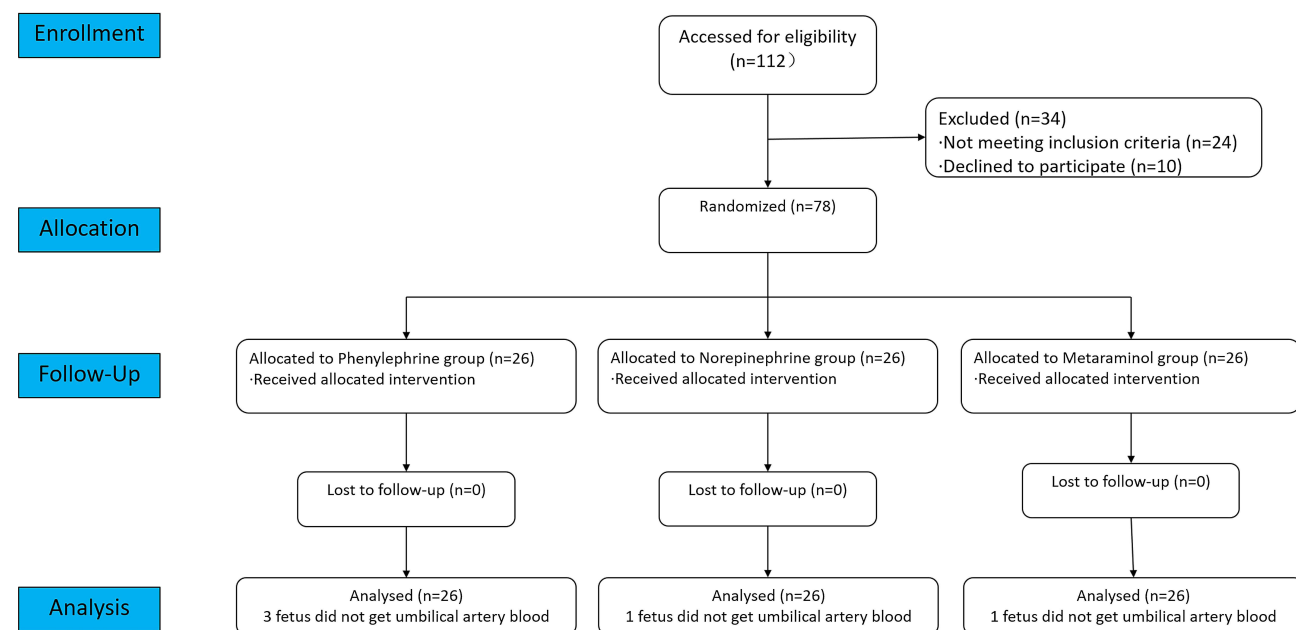 Enrollment
Accessed for eligibility
(n=112）
Excluded (n=34)
·Not meeting inclusion criteria (n=24)
·Declined to participate (n=10)
Allocation
Randomized (n=78)
Follow-Up
Allocated to Phenylephrine group (n=26)
·Received allocated intervention
Allocated to Norepinephrine group (n=26)
·Received allocated intervention
Allocated to Metaraminol group (n=26)
·Received allocated intervention
Lost to follow-up (n=0)
Lost to follow-up (n=0)
Lost to follow-up (n=0)
Analysis
Analysed (n=26)
3 fetus did not get umbilical artery blood
Analysed (n=26)
1 fetus did not get umbilical artery blood
Analysed (n=26)
1 fetus did not get umbilical artery blood